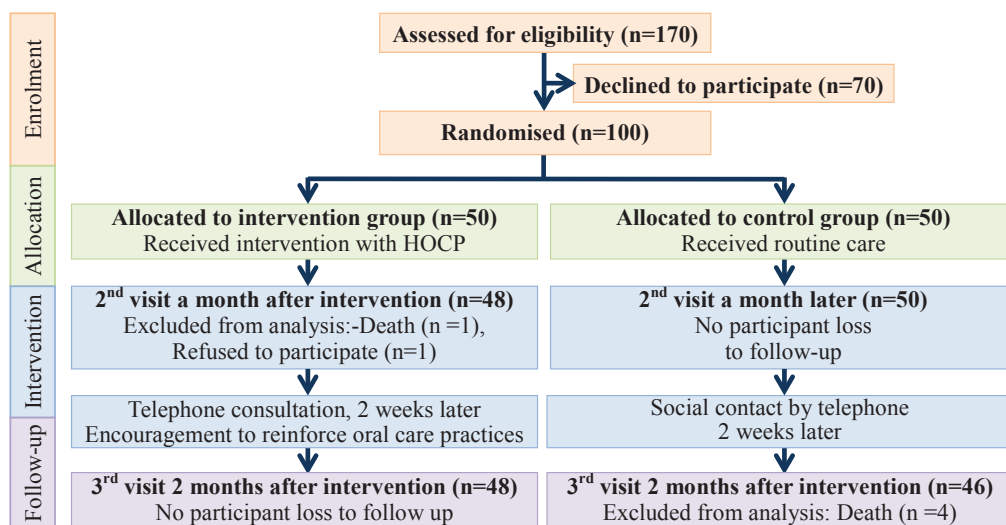 Enrolment
Assessed for eligibility (n=170)
Declined to participate (n=70)
Randomised (n=100)
Allocation
Allocated to intervention group (n=50)
Received intervention with HOCP
Allocated to control group (n=50)
Received routine care
Intervention
2nd visit a month after intervention (n=48)
Excluded from analysis:-Death (n =1),
Refused to participate (n=1)
2nd visit a month later (n=50)
No participant loss
to follow-up
Telephone consultation, 2 weeks later
Encouragement to reinforce oral care practices
Social contact by telephone
2 weeks later
Follow-up
3rd visit 2 months after intervention (n=48)
No participant loss to follow up
3rd visit 2 months after intervention (n=46)
Excluded from analysis: Death (n =4)